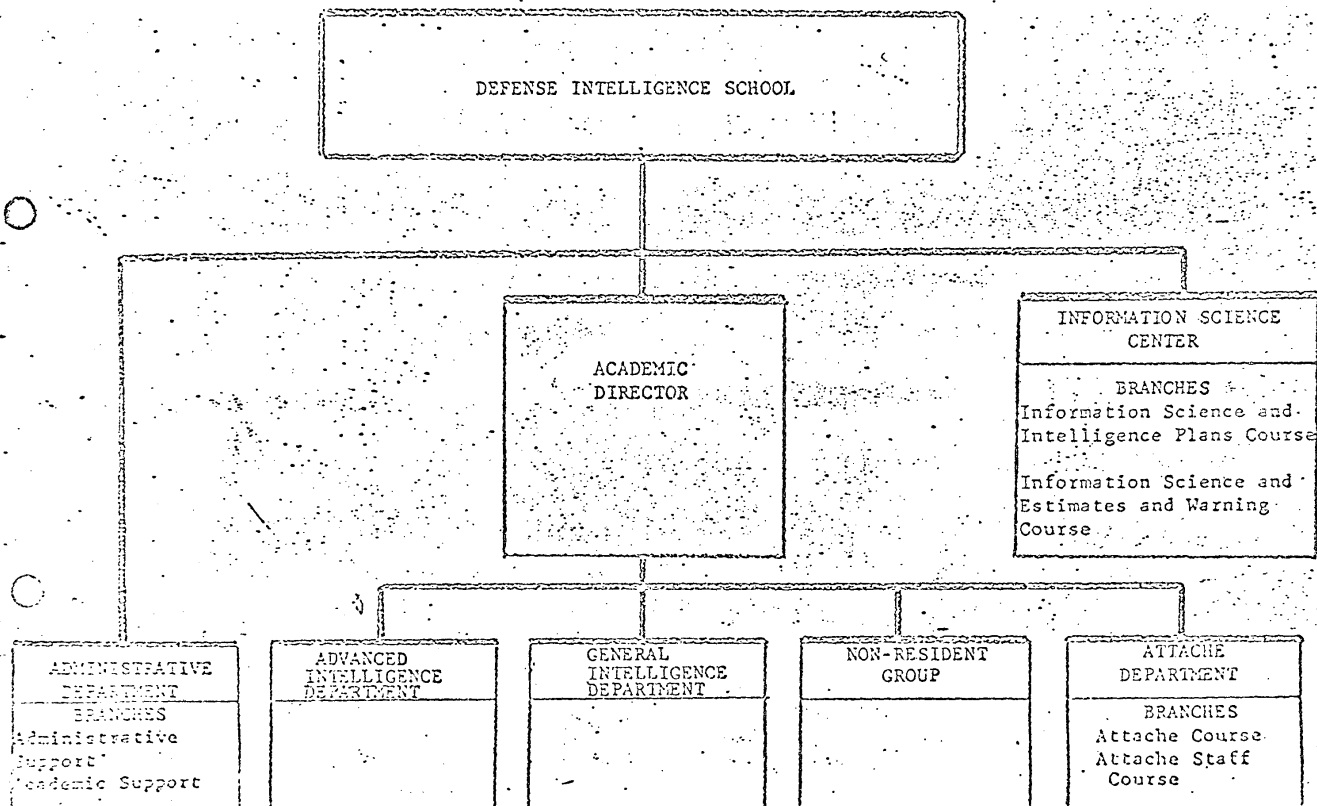 DEFENSE INTELLIGENCE SCHOOL
ACADEMIC
DIRECTOR
INFORMATION SCIENCE
CENTER
BRANCHES
Information Science and
Intelligence Plans Course
Information Science and
Estimates and Warning
Course
ADMINISTRATIVE
DEPARTMENT
BRANCHES
Administrative
Support
Academic Support
ADVANCED
INTELLIGENCE
DEPARTMENT
GENERAL
INTELLIGENCE
DEPARTMENT
NON-RESIDENT
GROUP
ATTACHE
DEPARTMENT
BRANCHES
Attache Course
Attache Staff
Course